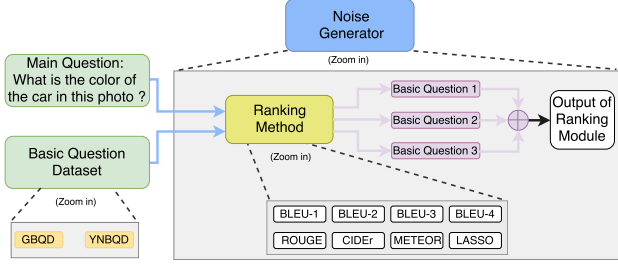 Noise
Generator
(Zoom in)
Main Question:
What is the color of
the car in this photo ?
Basic Question
Dataset
(Zoom in)
GBQD
YNBQD
Ranking
Method
(Zoom in)
Basic Question 1
Basic Question 2
Basic Question 3
Output of
Ranking
Module
BLEU-1
BLEU-2
BLEU-3
BLEU-4
ROUGE
CIDEr
METEOR
LASSO